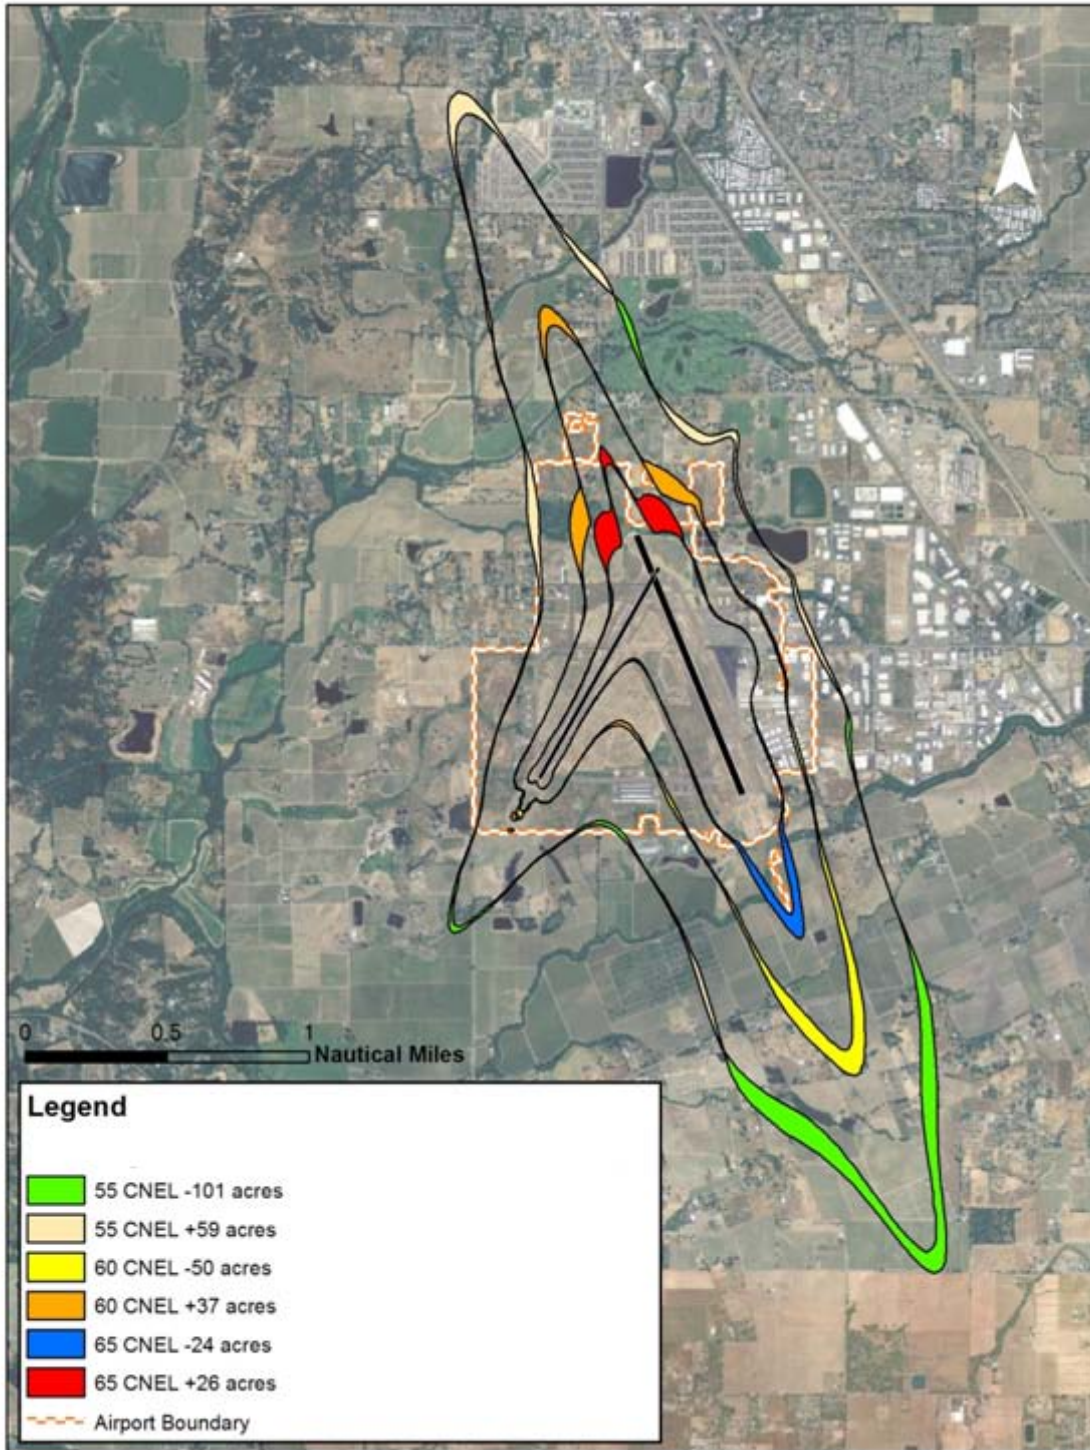 N
0 0.5 1
Nautical Miles
Legend
55 CNEL -101 acres
55 CNEL +59 acres
60 CNEL -50 acres
60 CNEL +37 acres
65 CNEL -24 acres
65 CNEL +26 acres
Airport Boundary